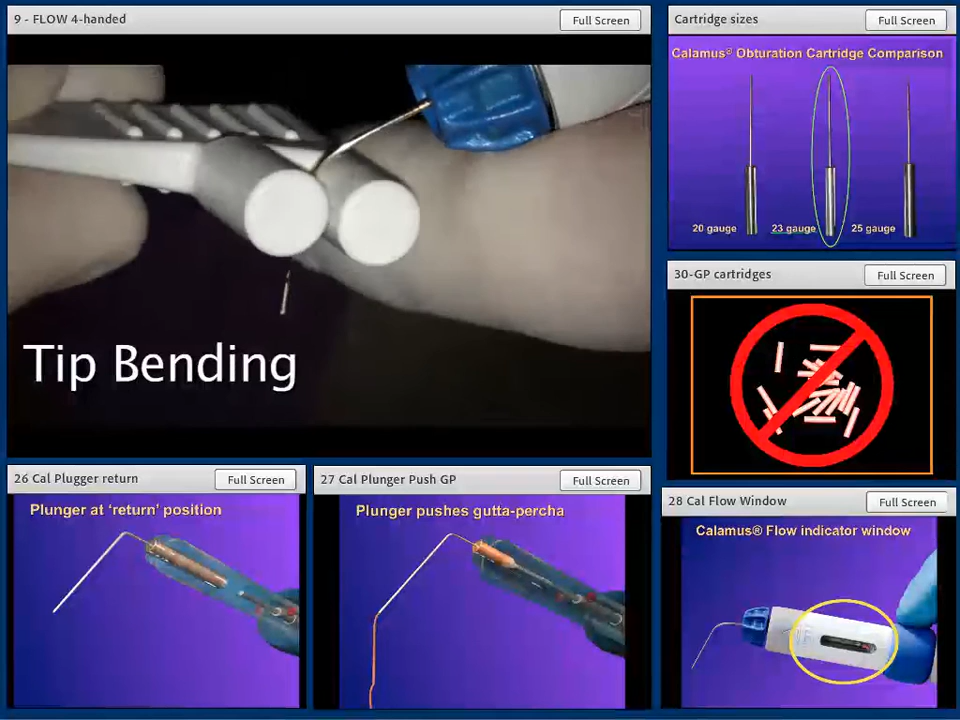 9 - FLOW 4-handed
Full Screen
Tip Bending
Cartridge sizes
Full Screen
Calamus® Obturation Cartridge Comparison
20 gauge
23 gauge
25 gauge
30-GP cartridges
Full Screen
26 Cal Plugger return
Full Screen
Plunger at ‘return’ position
27 Cal Plunger Push GP
Full Screen
Plunger pushes gutta-percha
28 Cal Flow Window
Full Screen
Calamus® Flow indicator window